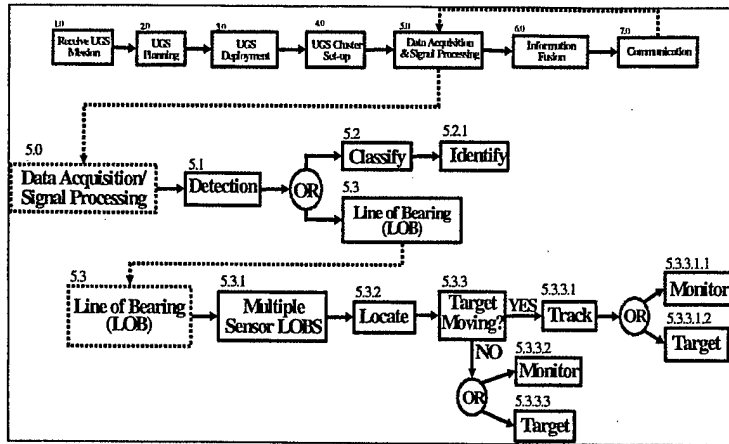 1.0
Receive UGS
Mission
2.0
UGS
Planning
3.0
UGS
Deployment
4.0
UGS Cluster
Set-up
5.0
Data Acquisition
& Signal Processing
6.0
Information
Fusion
7.0
Communication
5.0
Data Acquisition/
Signal Processing
5.1
Detection
OR
5.2
Classify
5.2.1
Identify
5.3
Line of Bearing
(LOB)
5.3
Line of Bearing
(LOB)
5.3.1
Multiple
Sensor LOBS
5.3.2
Locate
5.3.3
Target
Moving?
YES
5.3.3.1
Track
OR
5.3.3.1.1
Monitor
5.3.3.1.2
Target
NO
OR
5.3.3.2
Monitor
5.3.3.3
Target